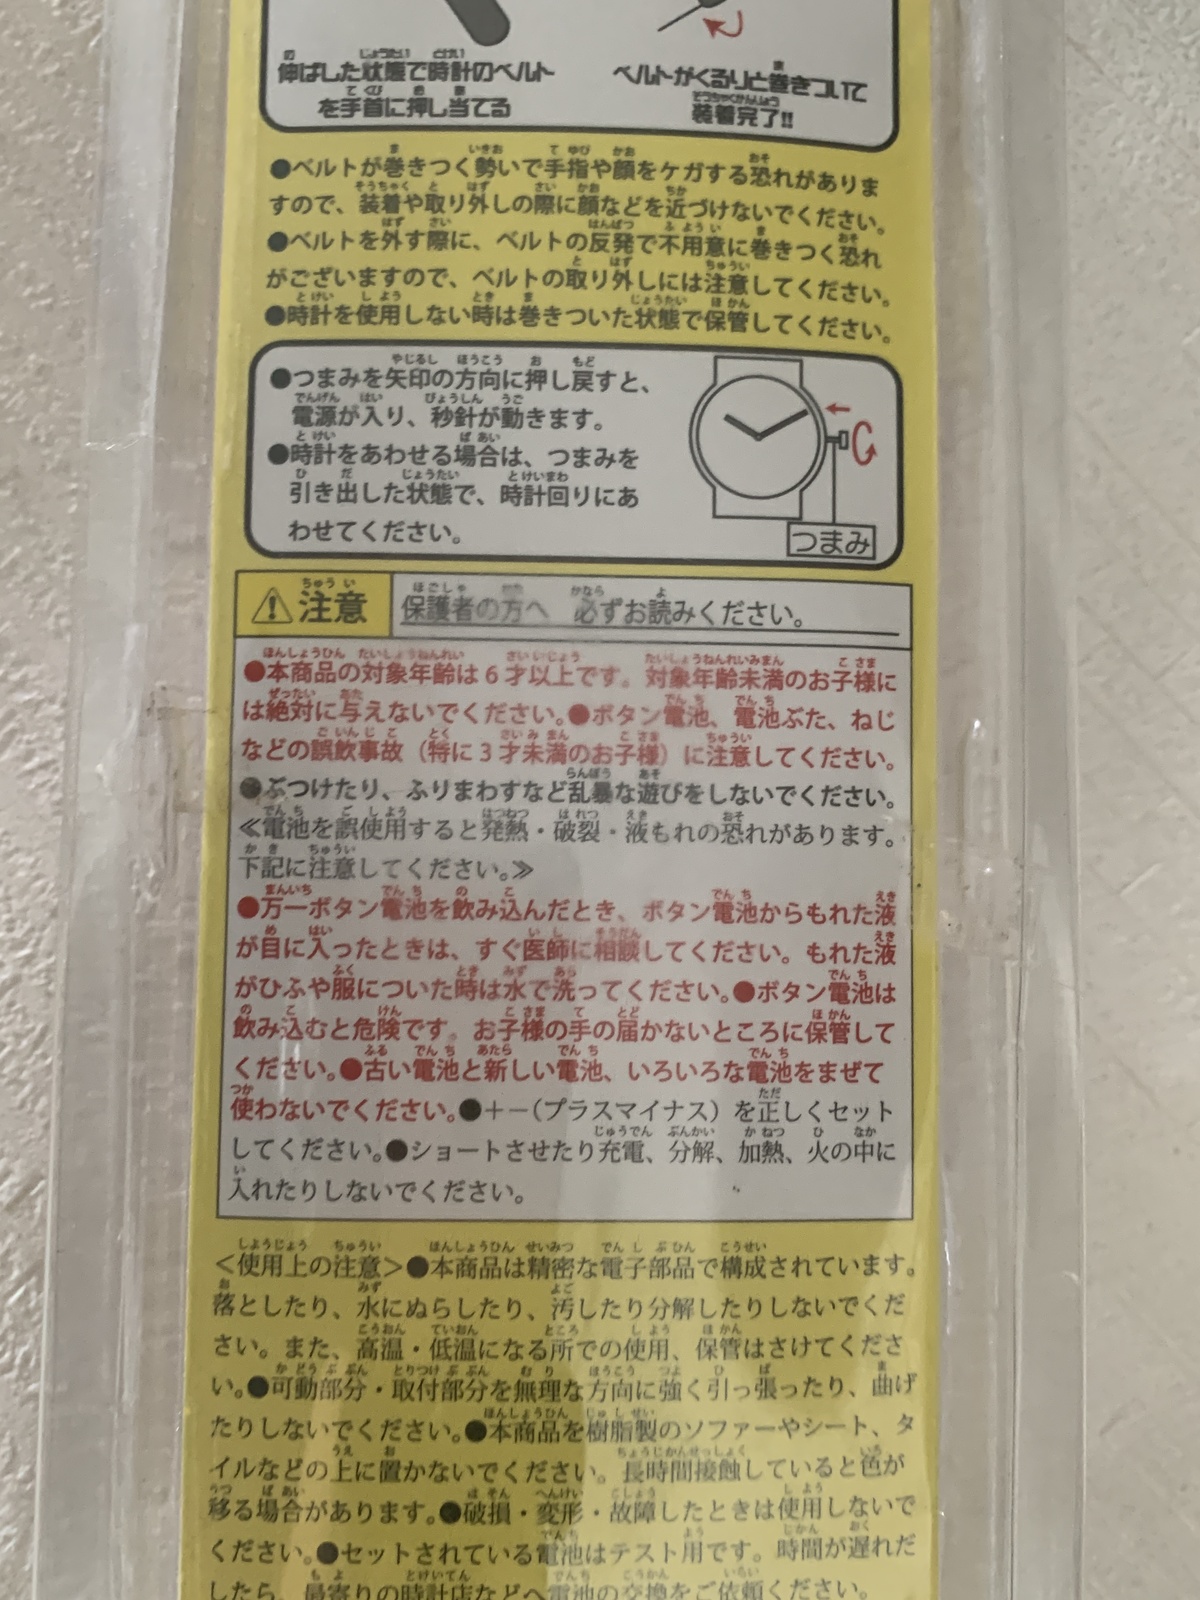 伸ばした状態で時計のベルト
を手首に押し当てる
ベルトがくるりと巻きついて
装着完了!!
●ベルトが巻きつく勢いで手指や顔をケガする恐れがありま
すので、装着や取り外しの際に顔などを近づけないでください。
●ベルトを外す際に、ベルトの反発で不用意に巻きつく恐れ
がございますので、ベルトの取り外しには注意してください。
●時計を使用しない時は巻きついた状態で保管してください。
●つまみを矢印の方向に押し戻すと、
電源が入り、秒針が動きます。
●時計をあわせる場合は、つまみを
引き出した状態で、時計回りにあ
わせてください。
つまみ
注意
保護者の方へ 必ずお読みください。
●本商品の対象年齢は6才以上です。対象年齢未満のお子様に
は絶対に与えないでください。●ボタン電池、電池ぶた、ねじ
などの誤飲事故（特に3才未満のお子様）に注意してください。
●ぶつけたり、ふりまわすなど乱暴な遊びをしないでください。
≪電池を誤使用すると発熱・破裂・液もれの恐れがあります。
下記に注意してください。≫
●万一ボタン電池を飲み込んだとき、ボタン電池からもれた液
が目に入ったときは、すぐ医師に相談してください。もれた液
がひふや服についた時は水で洗ってください。●ボタン電池は
飲み込むと危険です。お子様の手の届かないところに保管して
ください。●古い電池と新しい電池、いろいろな電池をまぜて
使わないでください。●＋－（プラスマイナス）を正しくセット
してください。●ショートさせたり充電、分解、加熱、火の中に
入れたりしないでください。
＜使用上の注意＞●本商品は精密な電子部品で構成されています。
落としたり、水にぬらしたり、汚したり分解したりしないでくだ
さい。また、高温・低温になる所での使用、保管はさけてくださ
い。●可動部分・取付部分を無理な方向に強く引っ張ったり、曲げ
たりしないでください。●本商品を樹脂製のソファーやシート、タ
イルなどの上に置かないでください。長時間接触していると色が
移る場合があります。●破損・変形・故障したときは使用しないで
ください。●セットされている電池はテスト用です。時間が遅れだ
したら、最寄りの時計店などへ電池の交換をご依頼ください。